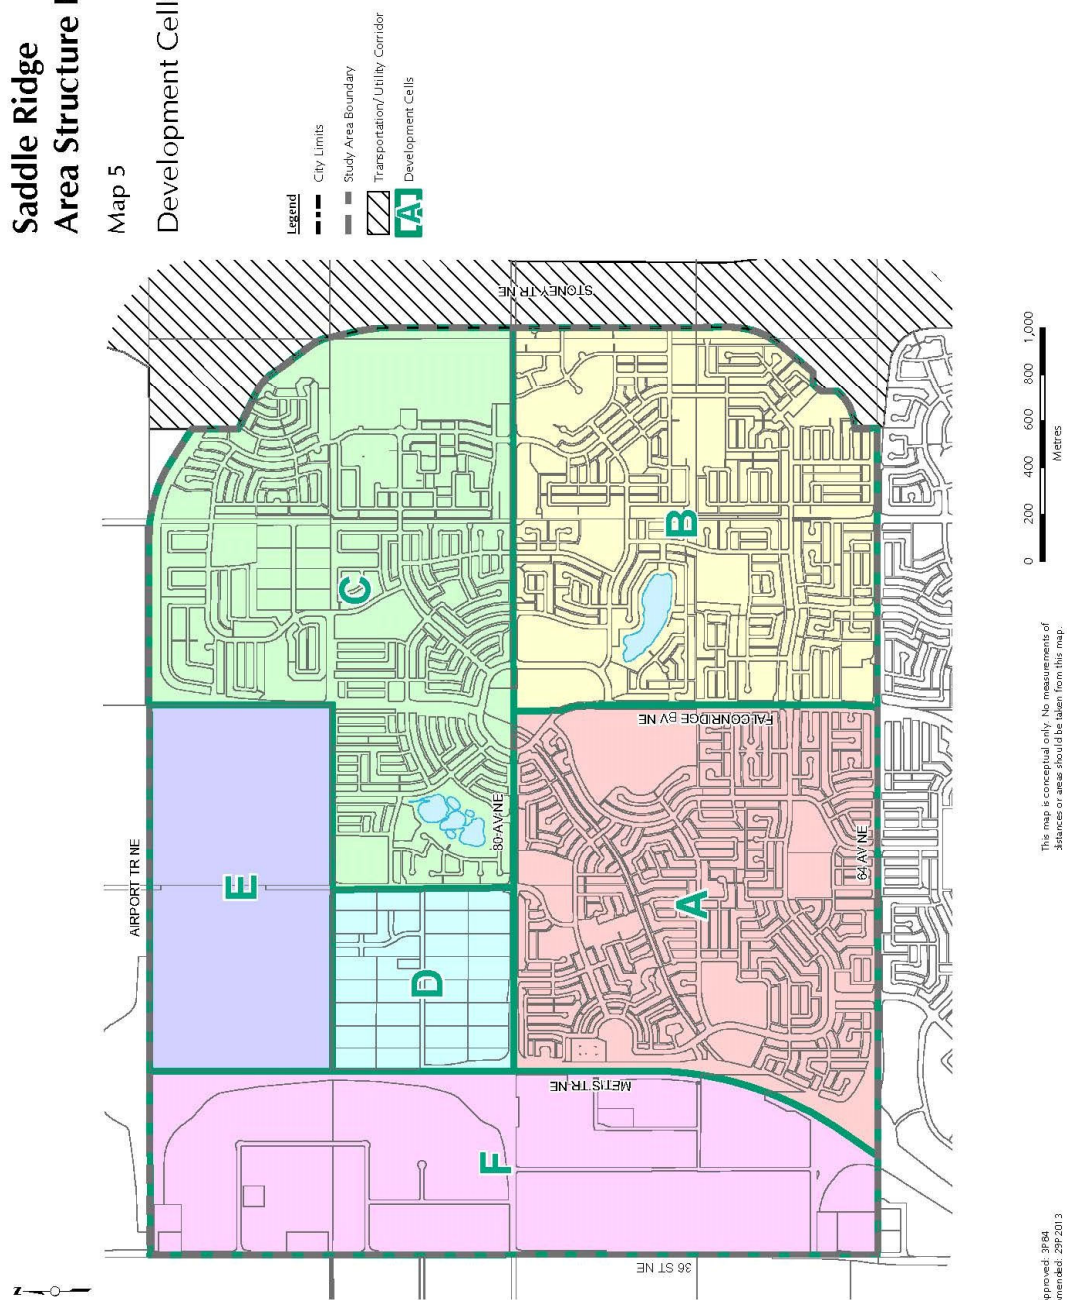 Saddle Ridge
Area Structure
Map 5
Development Cell
Legend
City Limits
Study Area Boundary
Transportation/ Utility Corridor
[A] Development Cells
STONEY TR NE
AIRPORT TR NE
C
B
E
80 AV NE
FALCONRIDGE BV NE
64 AV NE
D
A
METIS TR NE
F
36 ST NE
N
0 200 400 600 800 1,000
Metres
This map is conceptual only. No measurements of
distances or areas should be taken from this map.
pproved: 3P84
mended: 29P2013